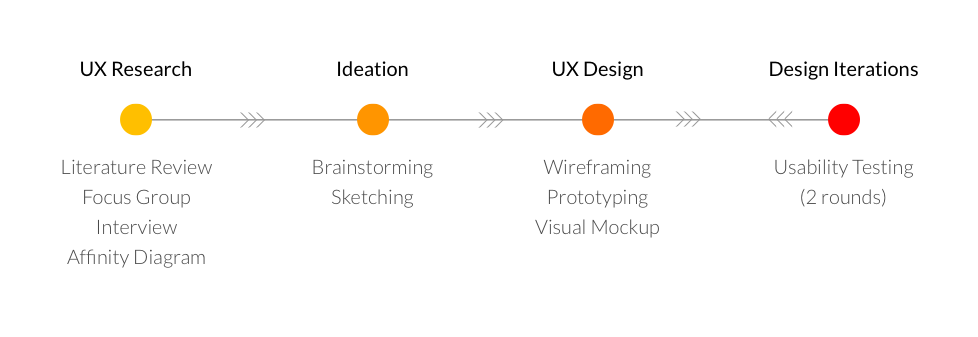 UX Research
Literature Review
Focus Group
Interview
Affinity Diagram
Ideation
Brainstorming
Sketching
UX Design
Wireframing
Prototyping
Visual Mockup
Design Iterations
Usability Testing
(2 rounds)